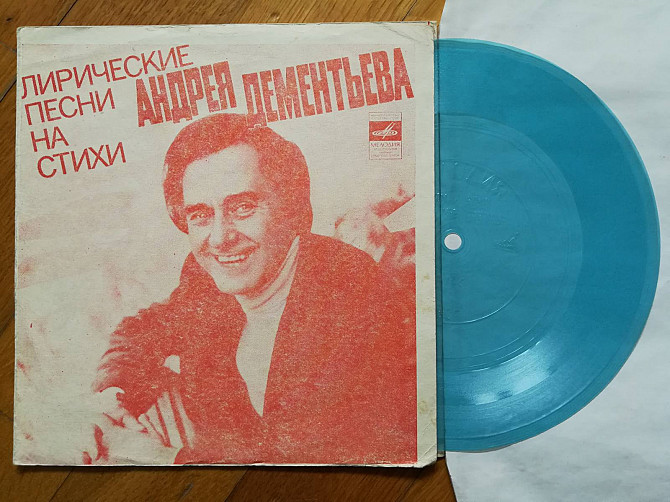 ЛИРИЧЕСКИЕ
ПЕСНИ
НА
СТИХИ
АНДРЕЯ ДЕМЕНТЬЕВА
МЕЛОДИЯ